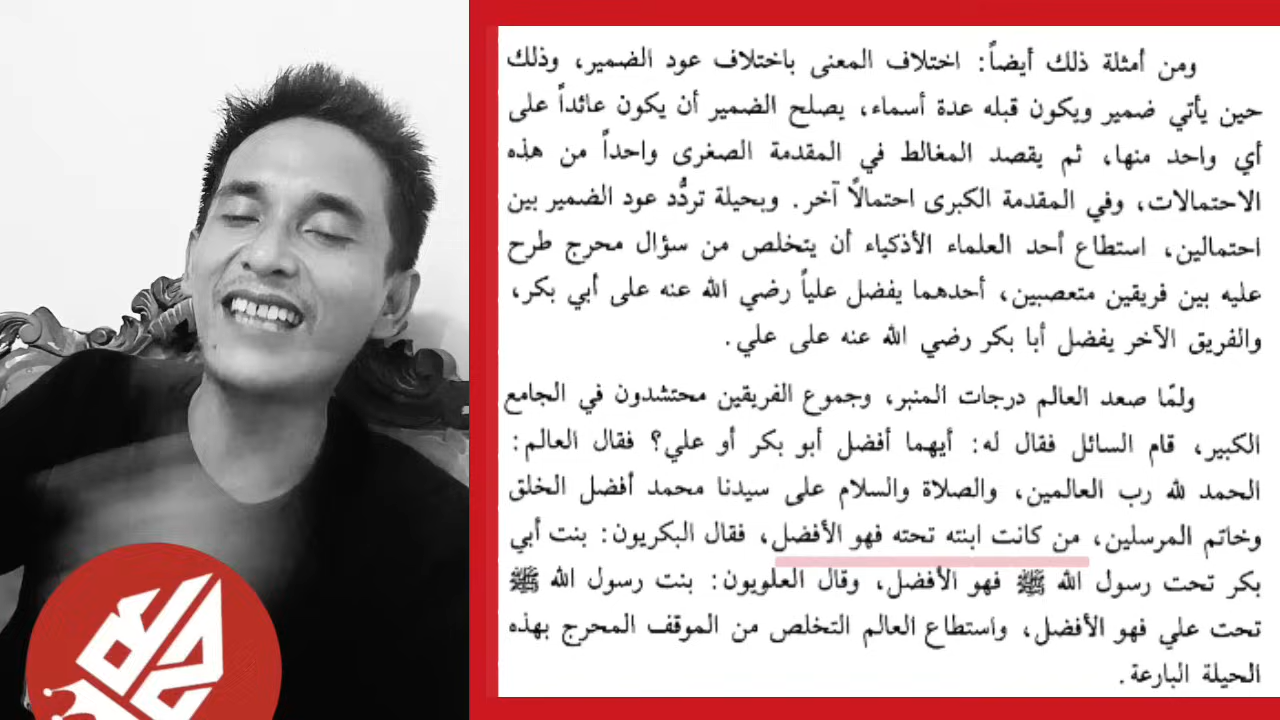 ومن أمثلة ذلك أيضاً: اختلاف المعنى باختلاف عود الضمير، وذلك
حين يأتي ضمير ويكون قبله عدة أسماء، يصلح الضمير أن يكون عائداً على
أي واحد منها، ثم يقصد المغالط في المقدمة الصغرى واحداً من هذه
الاحتمالات، وفي المقدمة الكبرى احتمالًا آخر. وبحيلة تردُّد عود الضمير بين
احتمالين، استطاع أحد العلماء الأذكياء أن يتخلص من سؤال محرج طرح
عليه بين فريقين متعصبين، أحدهما يفضل علياً رضي الله عنه على أبي بكر،
والفريق الآخر يفضل أبا بكر رضي الله عنه على علي.
ولمّا صعد العالم درجات المنبر، وجموع الفريقين محتشدون في الجامع
الكبير، قام السائل فقال له: أيهما أفضل أبو بكر أو علي؟ فقال العالم:
الحمد لله رب العالمين، والصلاة والسلام على سيدنا محمد أفضل الخلق
وخاتم المرسلين، من كانت ابنته تحته فهو الأفضل، فقال البكريون: بنت أبي
بكر تحت رسول الله ﷺ فهو الأفضل، وقال العلويون: بنت رسول الله ﷺ
تحت علي فهو الأفضل، واستطاع العالم التخلص من الموقف المحرج بهذه
الحيلة البارعة.